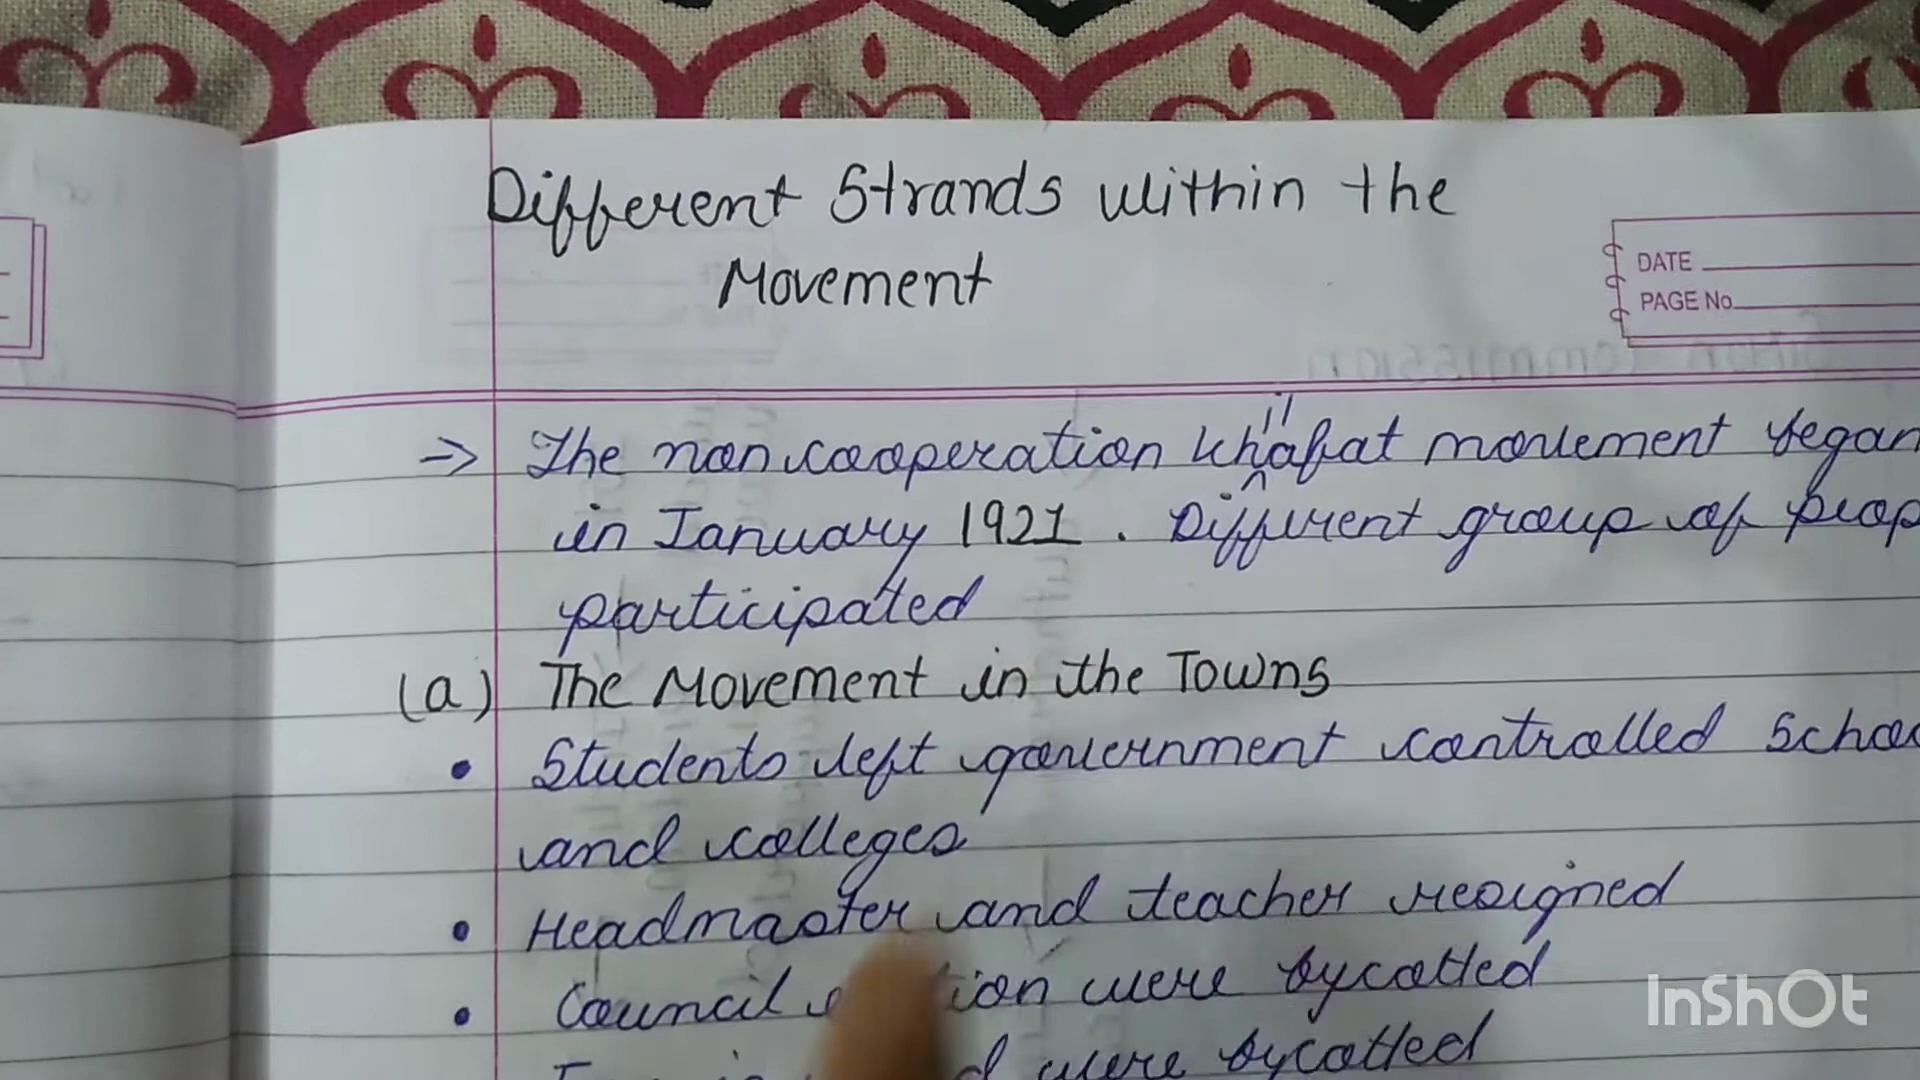 Different Strands within the
Movement
DATE
PAGE No.
⇒ The non cooperation khilafat movement began
in January 1921. Different group of peop
participated
(a) The Movement in the Towns
• Students left government controlled Schoo
and colleges
• Headmaster and teacher resigned
• Council were bycotted
were bycotted
InShOt